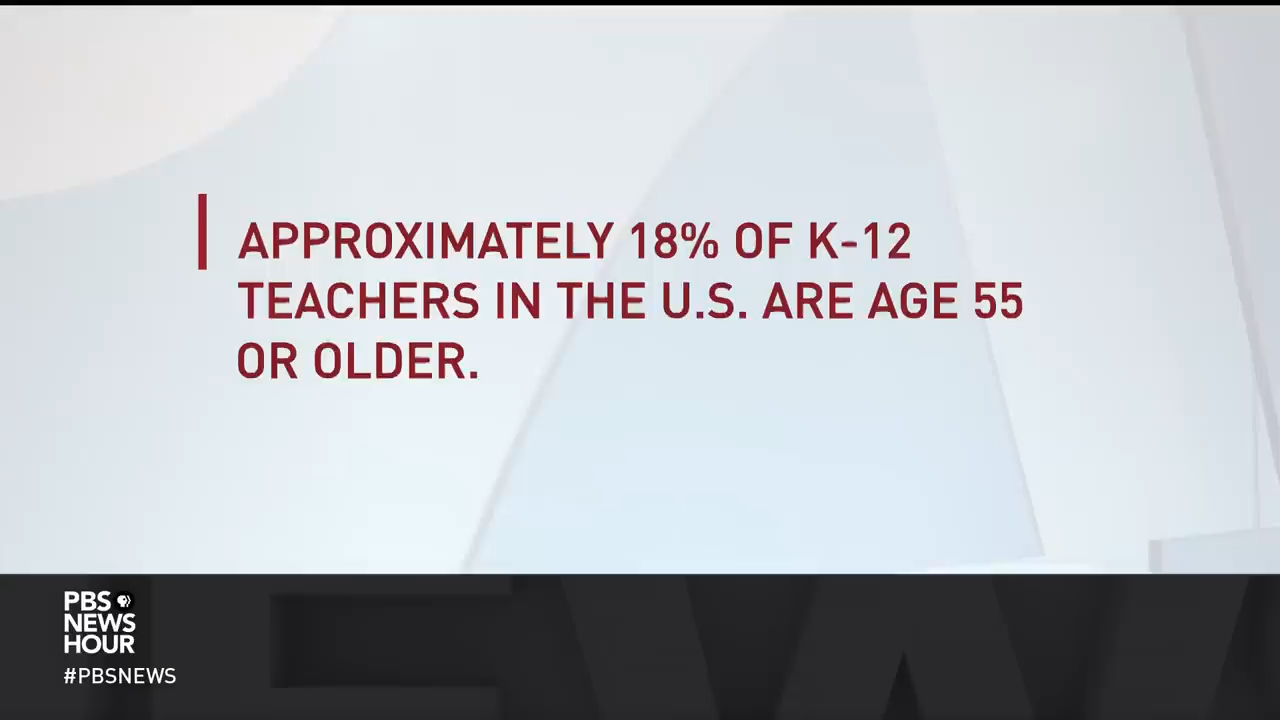 APPROXIMATELY 18% OF K-12
TEACHERS IN THE U.S. ARE AGE 55
OR OLDER.
PBS
NEWS
HOUR
#PBSNEWS